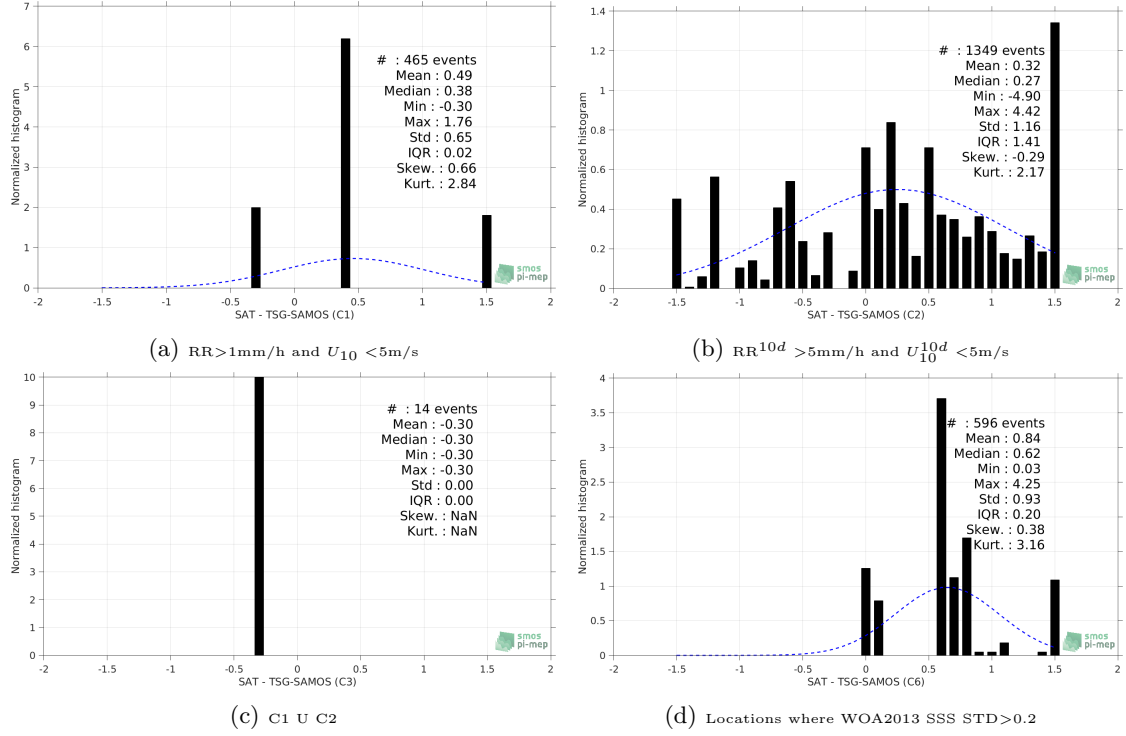 7
6
5
4
3
2
1
0
Normalized histogram
# : 465 events
Mean : 0.49
Median : 0.38
Min : -0.30
Max : 1.76
Std : 0.65
IQR : 0.02
Skew. : 0.66
Kurt. : 2.84
smos
pi-mep
-2 -1.5 -1 -0.5 0 0.5 1 1.5 2
SAT - TSG-SAMOS (C1)
(a) RR>1mm/h and U10 <5m/s
1.4
1.2
1
0.8
0.6
0.4
0.2
0
Normalized histogram
# : 1349 events
Mean : 0.32
Median : 0.27
Min : -4.90
Max : 4.42
Std : 1.16
IQR : 1.41
Skew. : -0.29
Kurt. : 2.17
smos
pi-mep
-2 -1.5 -1 -0.5 0 0.5 1 1.5 2
SAT - TSG-SAMOS (C2)
(b) RR10d >5mm/h and U10 10d <5m/s
10
9
8
7
6
5
4
3
2
1
0
Normalized histogram
# : 14 events
Mean : -0.30
Median : -0.30
Min : -0.30
Max : -0.30
Std : 0.00
IQR : 0.00
Skew. : NaN
Kurt. : NaN
smos
pi-mep
-2 -1.5 -1 -0.5 0 0.5 1 1.5 2
SAT - TSG-SAMOS (C3)
(c) C1 U C2
4
3.5
3
2.5
2
1.5
1
0.5
0
Normalized histogram
# : 596 events
Mean : 0.84
Median : 0.62
Min : 0.03
Max : 4.25
Std : 0.93
IQR : 0.20
Skew. : 0.38
Kurt. : 3.16
smos
pi-mep
-2 -1.5 -1 -0.5 0 0.5 1 1.5 2
SAT - TSG-SAMOS (C6)
(d) Locations where WOA2013 SSS STD>0.2